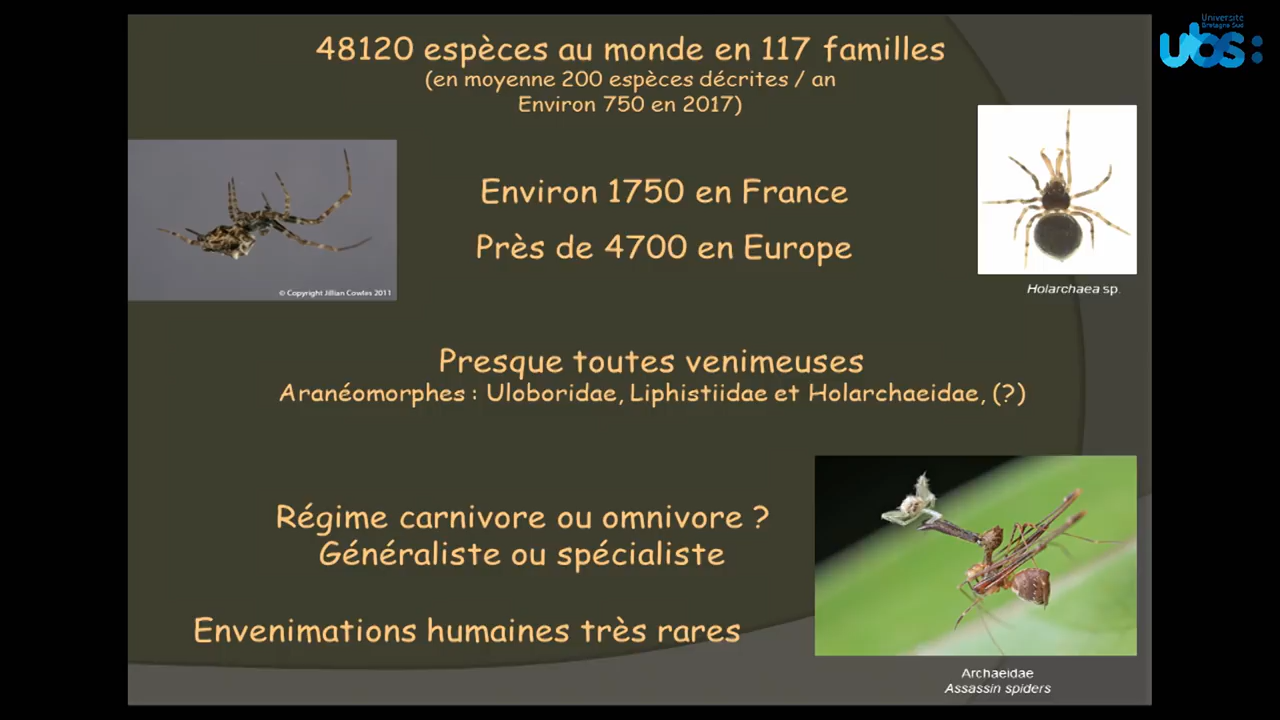 48120 espèces au monde en 117 familles
(en moyenne 200 espèces décrites / an
Environ 750 en 2017)
Université
Bretagne Sud
ubs:
Environ 1750 en France
Près de 4700 en Europe
© Copyright Jillian Cowles 2011
Holarchaea sp.
Presque toutes venimeuses
Aranéomorphes : Uloboridae, Liphistiidae et Holarchaeidae, (?)
Régime carnivore ou omnivore ?
Généraliste ou spécialiste
Envenimations humaines très rares
Archaeidae
Assassin spiders